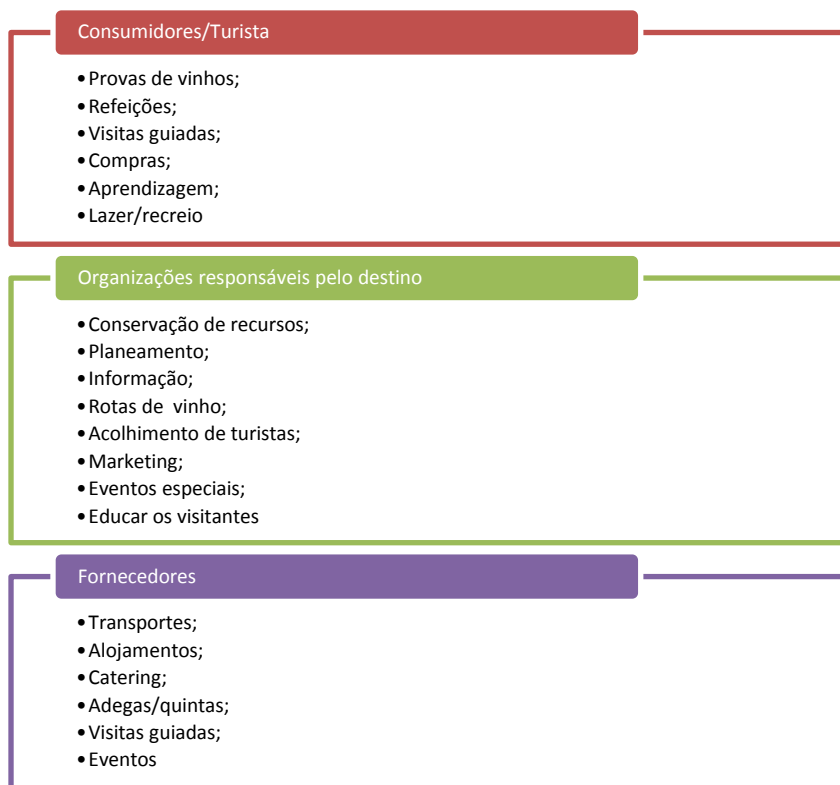 Consumidores/Turista
•Provas de vinhos;
•Refeições;
•Visitas guiadas;
•Compras;
•Aprendizagem;
•Lazer/recreio
Organizações responsáveis pelo destino
•Conservação de recursos;
•Planeamento;
•Informação;
•Rotas de  vinho;
•Acolhimento de turistas;
•Marketing;
•Eventos especiais;
•Educar os visitantes
Fornecedores
•Transportes;
•Alojamentos;
•Catering;
•Adegas/quintas;
•Visitas guiadas;
•Eventos